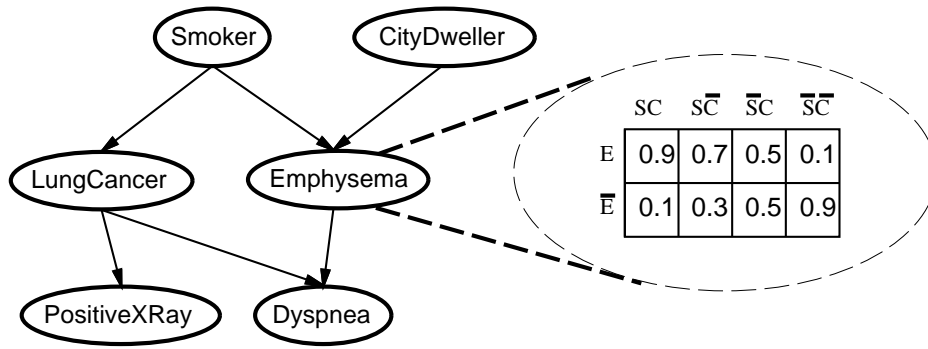 Smoker CityDweller
SC SC̅ S̅C S̅C̅
E 0.9 0.7 0.5 0.1
LungCancer Emphysema
E̅ 0.1 0.3 0.5 0.9
PositiveXRay Dyspnea